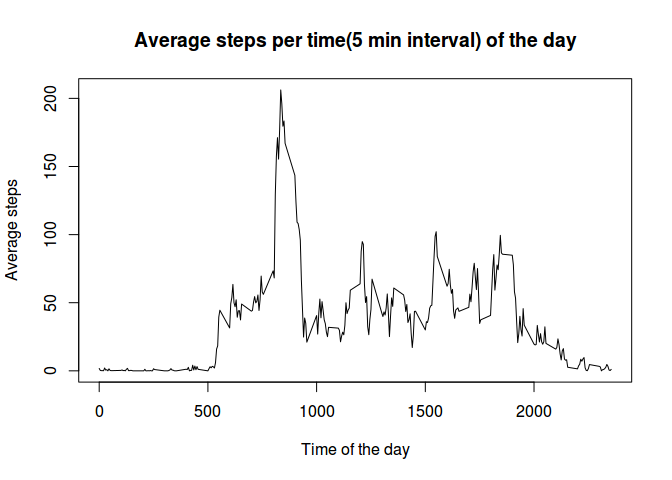 Average steps per time(5 min interval) of the day
Average steps
200
150
100
50
0
0 500 1000 1500 2000
Time of the day